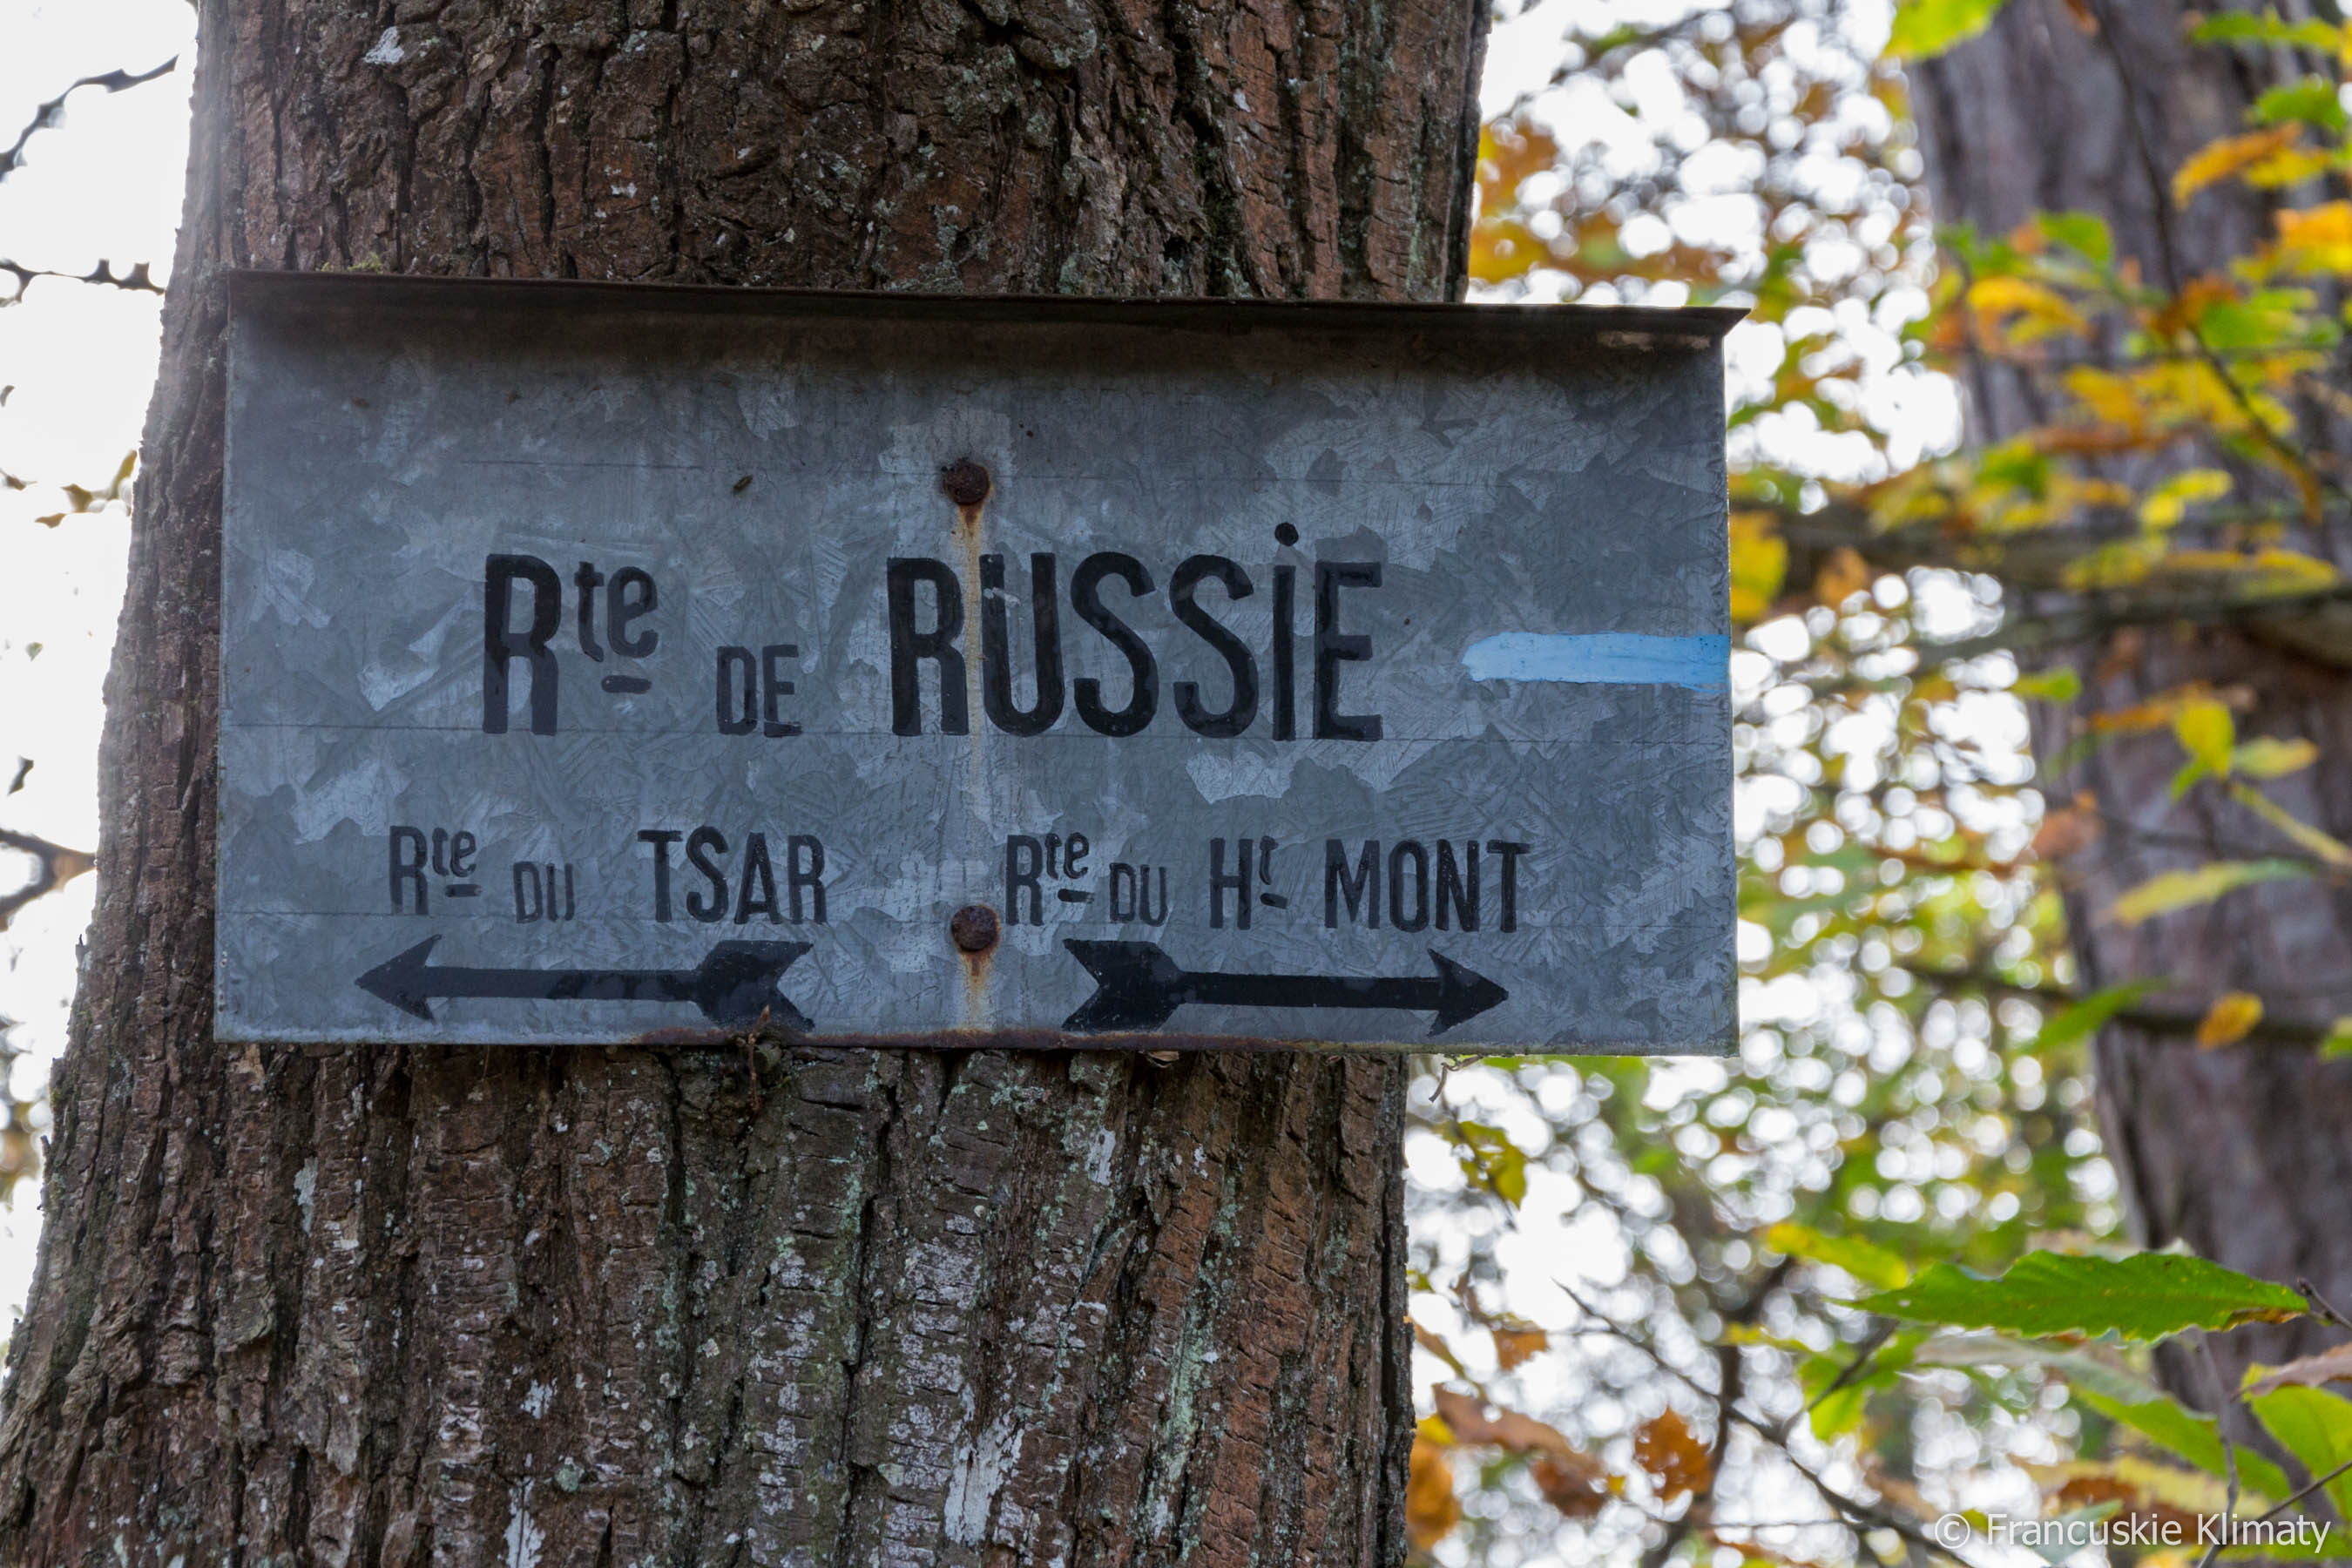 Rte DE RUSSiE
Rte DU TSAR Rte DU Ht MONT
© Francuskie Klimaty